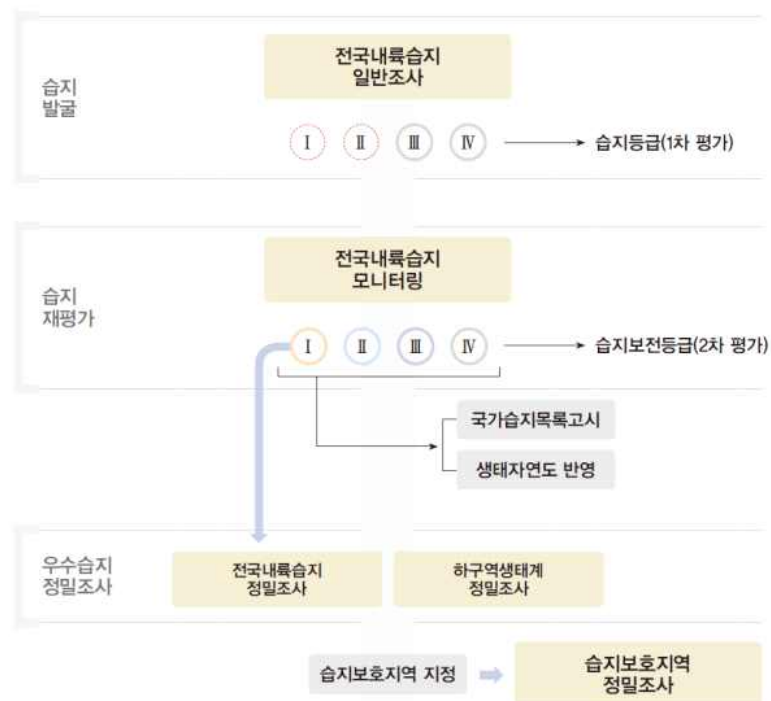 습지
발굴
전국내륙습지
일반조사
Ⅰ Ⅱ Ⅲ Ⅳ
습지등급(1차 평가)
습지
재평가
전국내륙습지
모니터링
Ⅰ Ⅱ Ⅲ Ⅳ
습지보전등급(2차 평가)
국가습지목록고시
생태자연도 반영
우수습지
정밀조사
전국내륙습지
정밀조사
하구역생태계
정밀조사
습지보호지역 지정
습지보호지역
정밀조사